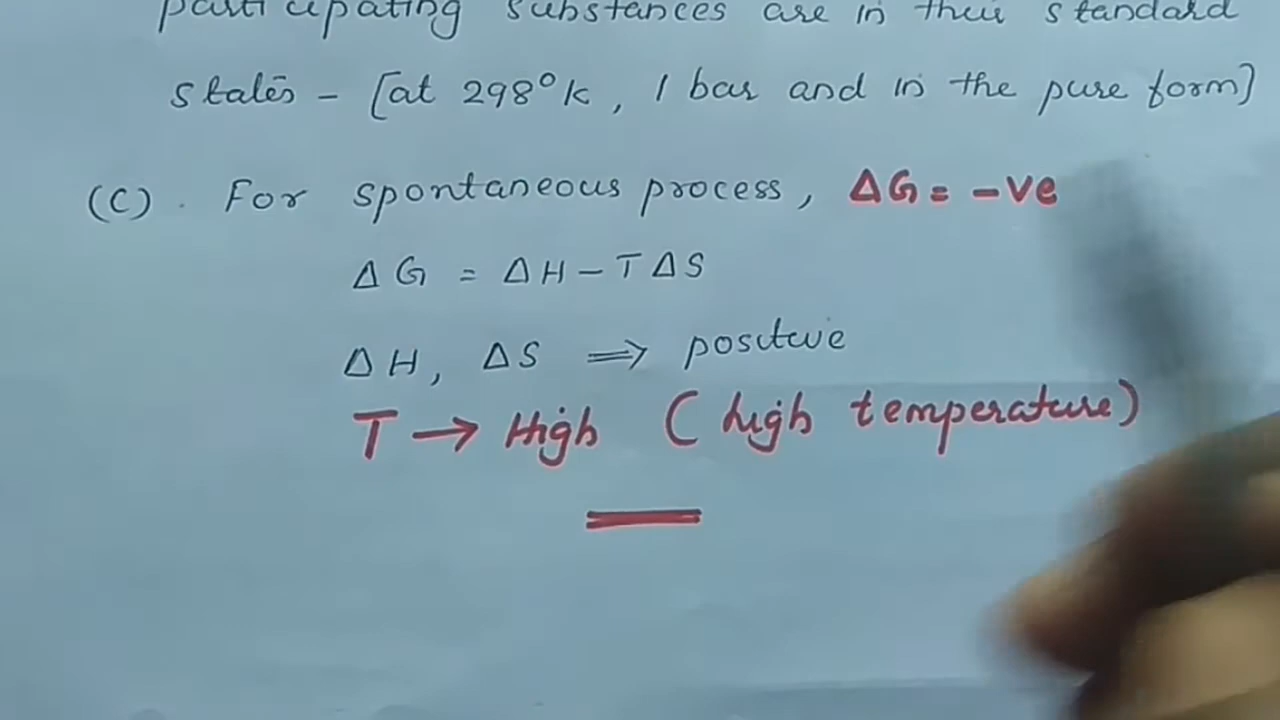 participating substances are in their standard
states - [at 298°K, 1 bar and in the pure form]
(C). For spontaneous process, ΔG = -ve
ΔG = ΔH - TΔS
ΔH, ΔS ⟹ positive
T → High (high temperature)